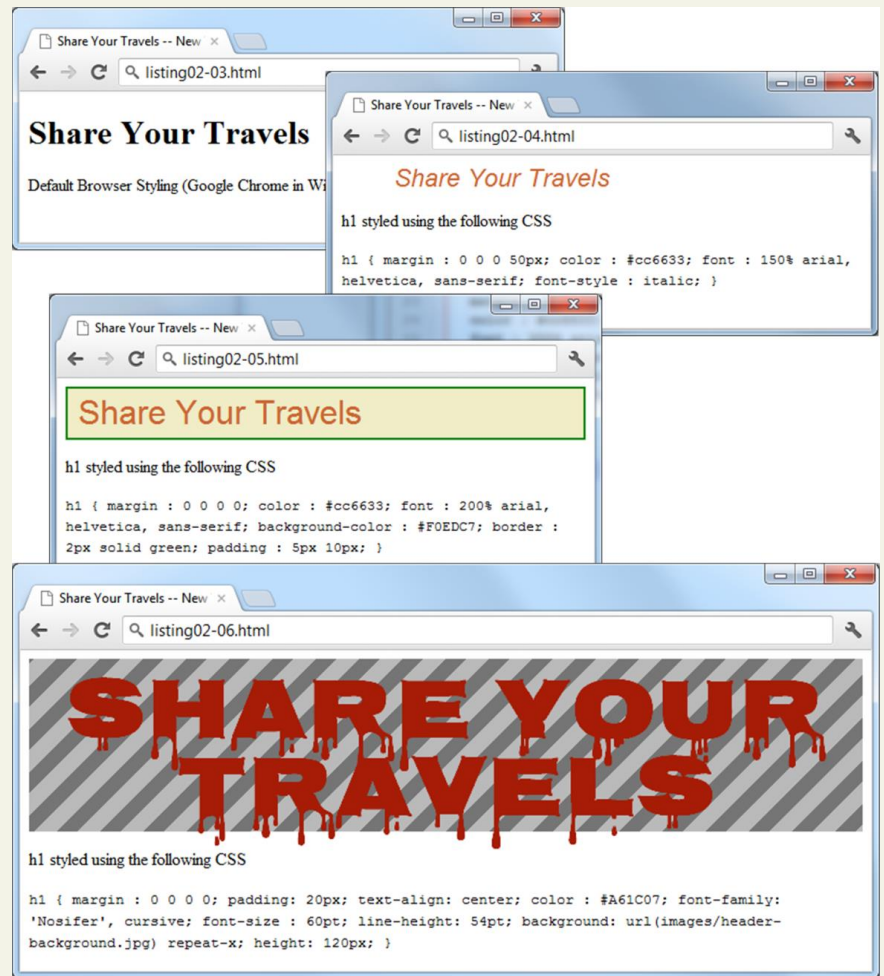 Share Your Travels -- New
listing02-03.html
Share Your Travels
Default Browser Styling (Google Chrome in Wi
Share Your Travels -- New
listing02-04.html
Share Your Travels
h1 styled using the following CSS
h1 { margin : 0 0 0 50px; color : #cc6633; font : 150% arial,
helvetica, sans-serif; font-style : italic; }
Share Your Travels -- New
listing02-05.html
Share Your Travels
h1 styled using the following CSS
h1 { margin : 0 0 0 0; color : #cc6633; font : 200% arial,
helvetica, sans-serif; background-color : #F0EDC7; border :
2px solid green; padding : 5px 10px; }
Share Your Travels -- New
listing02-06.html
SHARE YOUR
TRAVELS
h1 styled using the following CSS
h1 { margin : 0 0 0 0; padding: 20px; text-align: center; color : #A61C07; font-family:
'Nosifer', cursive; font-size : 60pt; line-height: 54pt; background: url(images/header-
background.jpg) repeat-x; height: 120px; }